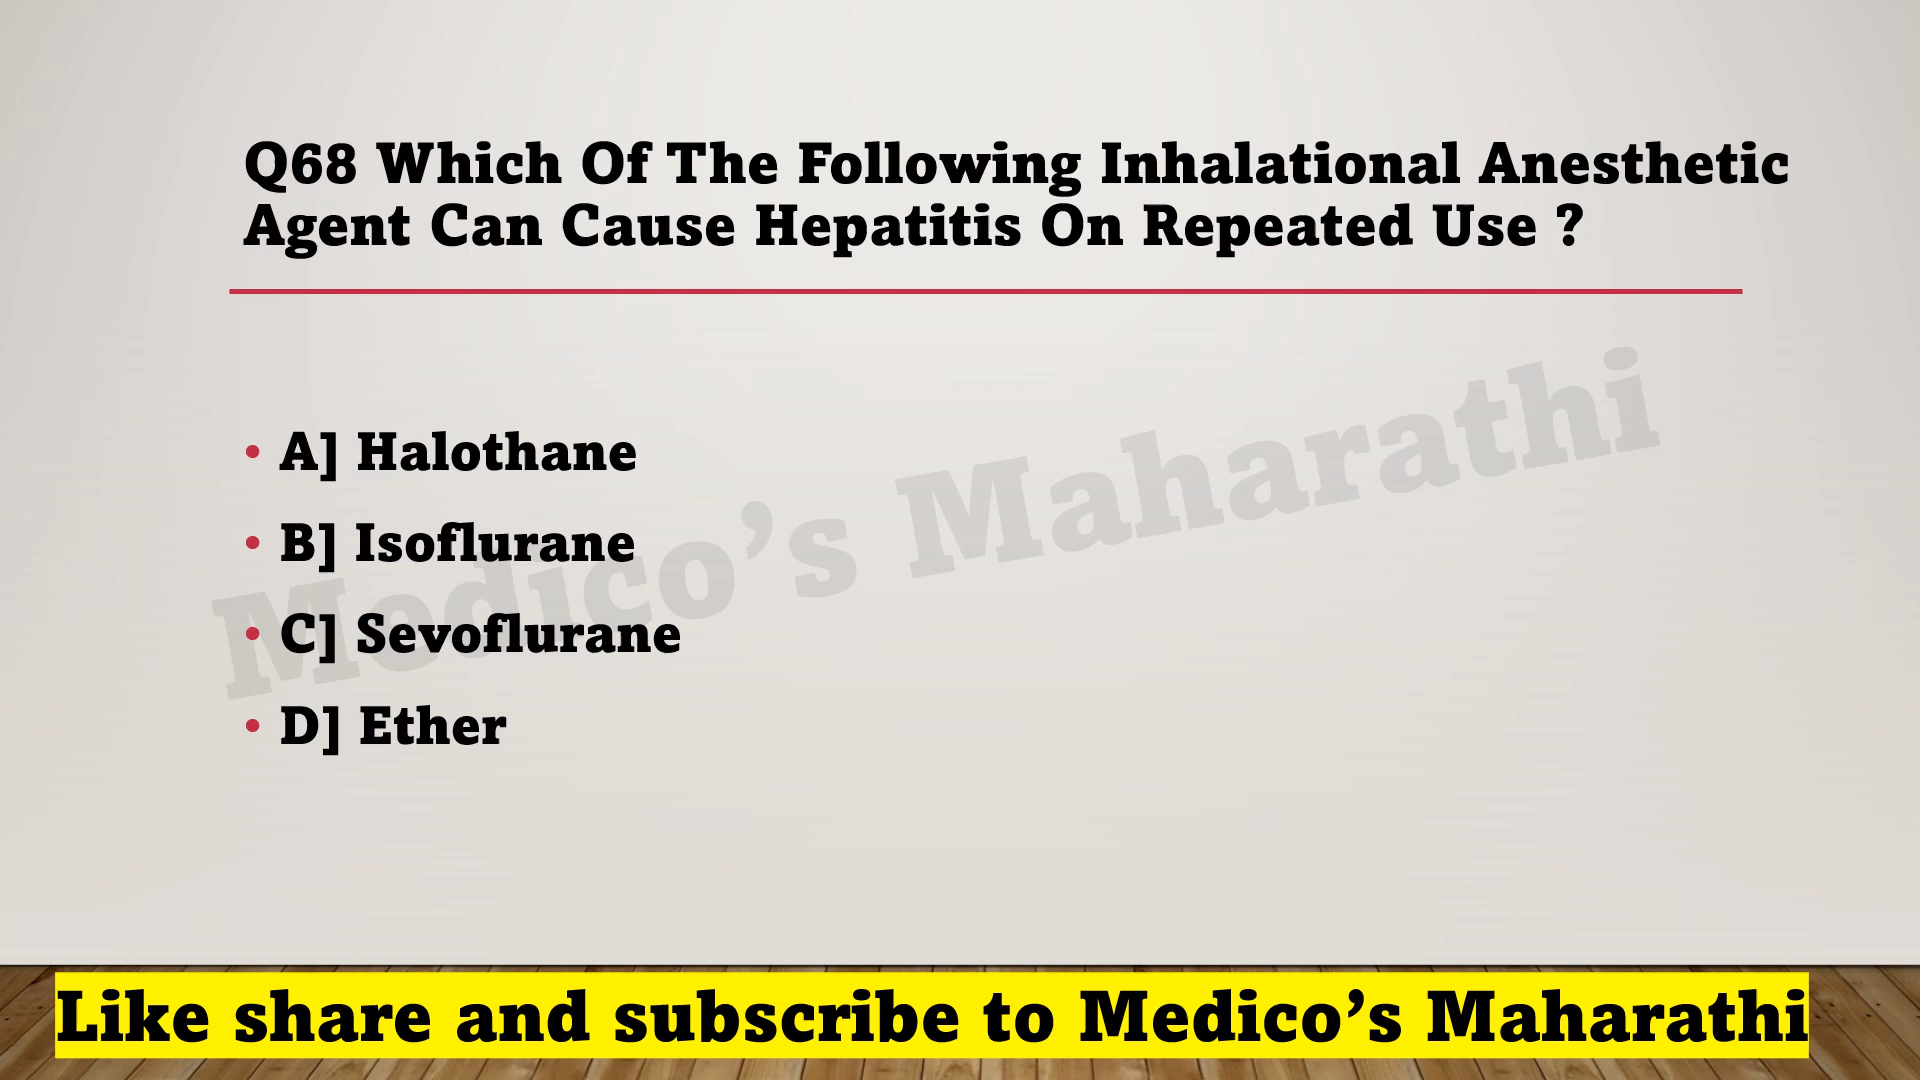 Q68 Which Of The Following Inhalational Anesthetic
Agent Can Cause Hepatitis On Repeated Use ?
• A] Halothane
• B] Isoflurane
• C] Sevoflurane
• D] Ether
Medico’s Maharathi
Like share and subscribe to Medico’s Maharathi